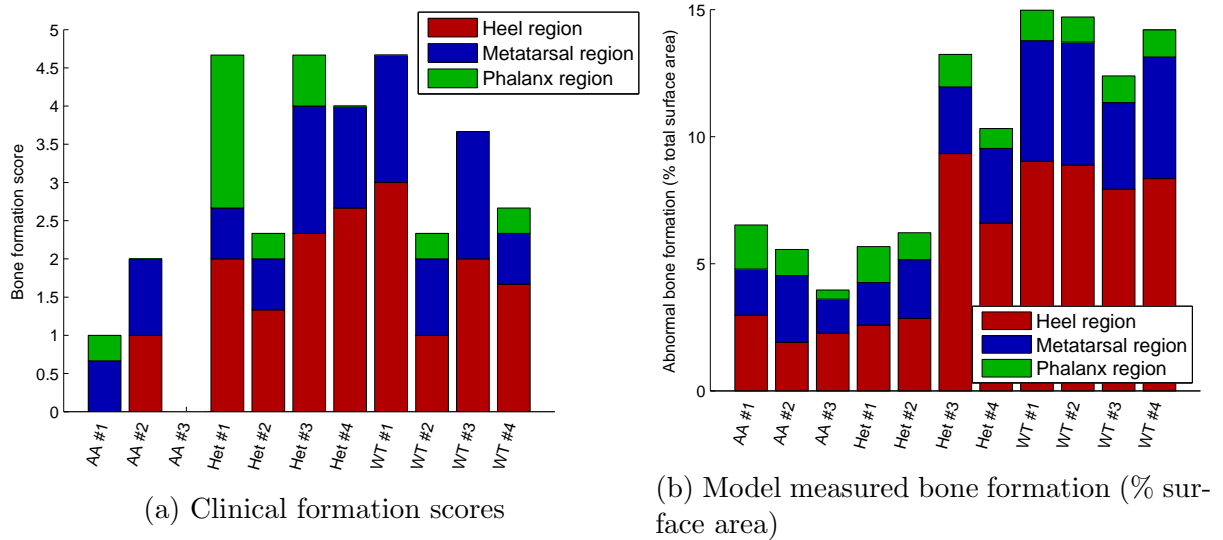 Bone formation score
5
4.5
4
3.5
3
2.5
2
1.5
1
0.5
0
Heel region
Metatarsal region
Phalanx region
AA #1
AA #2
AA #3
Het #1
Het #2
Het #3
Het #4
WT #1
WT #2
WT #3
WT #4
(a) Clinical formation scores
Abnormal bone formation (% total surface area)
15
10
5
0
Heel region
Metatarsal region
Phalanx region
AA #1
AA #2
AA #3
Het #1
Het #2
Het #3
Het #4
WT #1
WT #2
WT #3
WT #4
(b) Model measured bone formation (% sur-
face area)